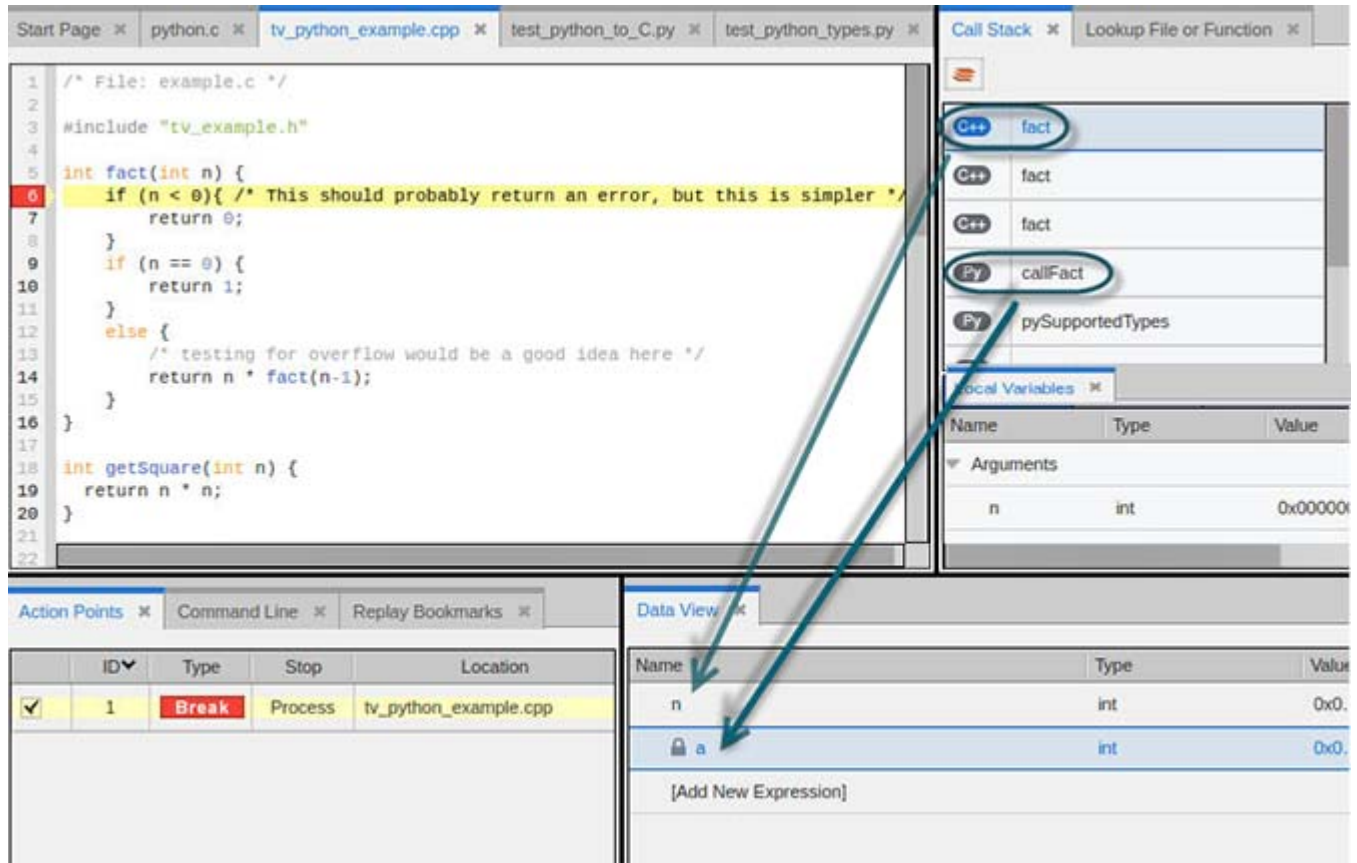 Start Page
python.c
tv_python_example.cpp
test_python_to_C.py
test_python_types.py
1 /* File: example.c */
2
3 #include "tv_example.h"
4
5 int fact(int n) {
6 if (n < 0){ /* This should probably return an error, but this is simpler */
7 return 0;
8 }
9 if (n == 0) {
10 return 1;
11 }
12 else {
13 /* testing for overflow would be a good idea here */
14 return n * fact(n-1);
15 }
16 }
17
18 int getSquare(int n) {
19 return n * n;
20 }
21
22
Call Stack
Lookup File or Function
C++ fact
C++ fact
C++ fact
Py callFact
Py pySupportedTypes
Local Variables
Name Type Value
Arguments
n int 0x000000
Action Points
Command Line
Replay Bookmarks
ID Type Stop Location
1 Break Process tv_python_example.cpp
Data View
Name Type Value
n int 0x0.
a int 0x0.
[Add New Expression]